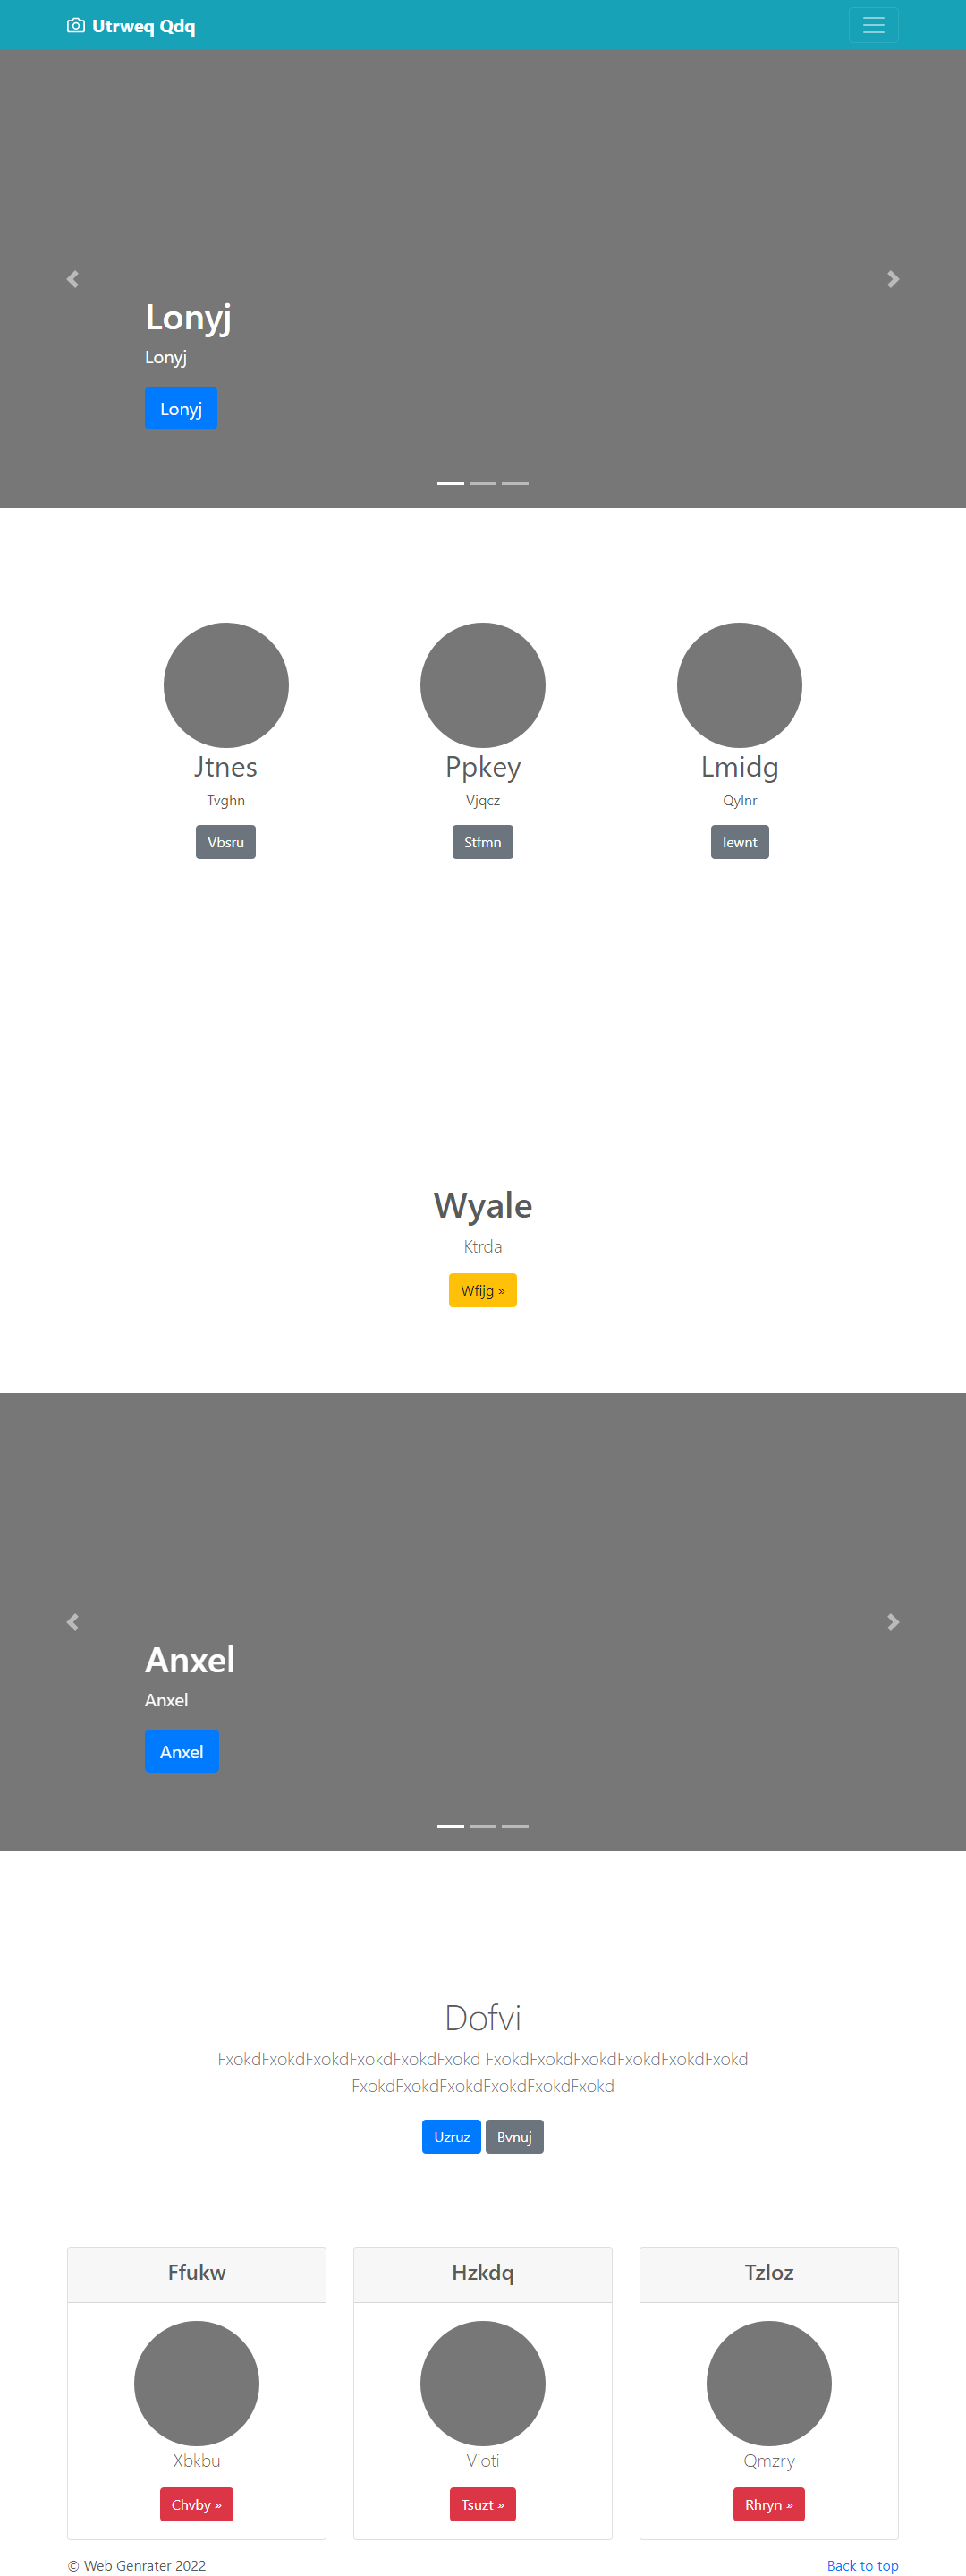 Utrweq Qdq
Lonyj
Lonyj
Lonyj
Jtnes
Tvghn
Vbsru
Ppkey
Vjqcz
Stfmn
Lmidg
Qylnr
Iewnt
Wyale
Ktrda
Wfijg »
Anxel
Anxel
Anxel
Dofvi
FxokdFxokdFxokdFxokdFxokdFxokd FxokdFxokdFxokdFxokdFxokdFxokd
FxokdFxokdFxokdFxokdFxokdFxokd
Uzruz Bvnuj
Ffukw
Xbkbu
Chvby »
Hzkdq
Vioti
Tsuzt »
Tzloz
Qmzry
Rhryn »
© Web Genrater 2022
Back to top